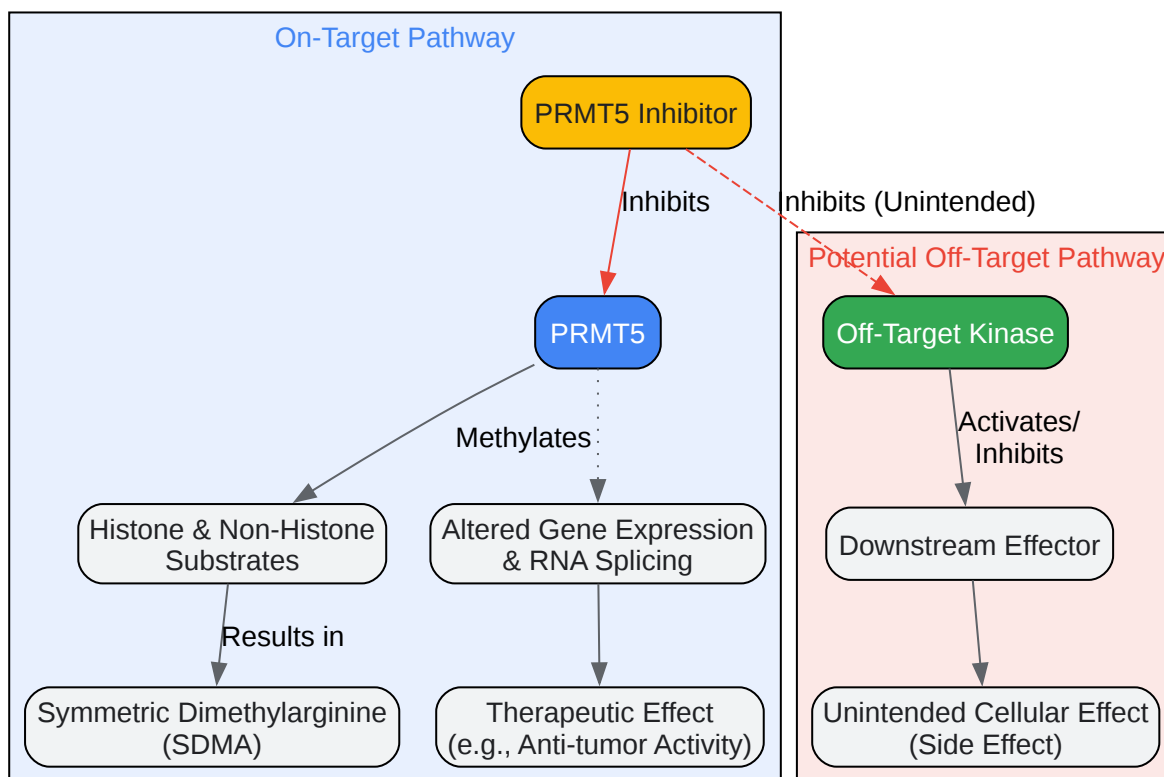 On-Target Pathway
PRMT5 Inhibitor
Inhibits
Inhibits (Unintended)
Potential Off-Target Pathway
PRMT5
Off-Target Kinase
Methylates
Activates/
Inhibits
Histone & Non-Histone
Substrates
Altered Gene Expression
& RNA Splicing
Downstream Effector
Results in
Symmetric Dimethylarginine
(SDMA)
Therapeutic Effect
(e.g., Anti-tumor Activity)
Unintended Cellular Effect
(Side Effect)